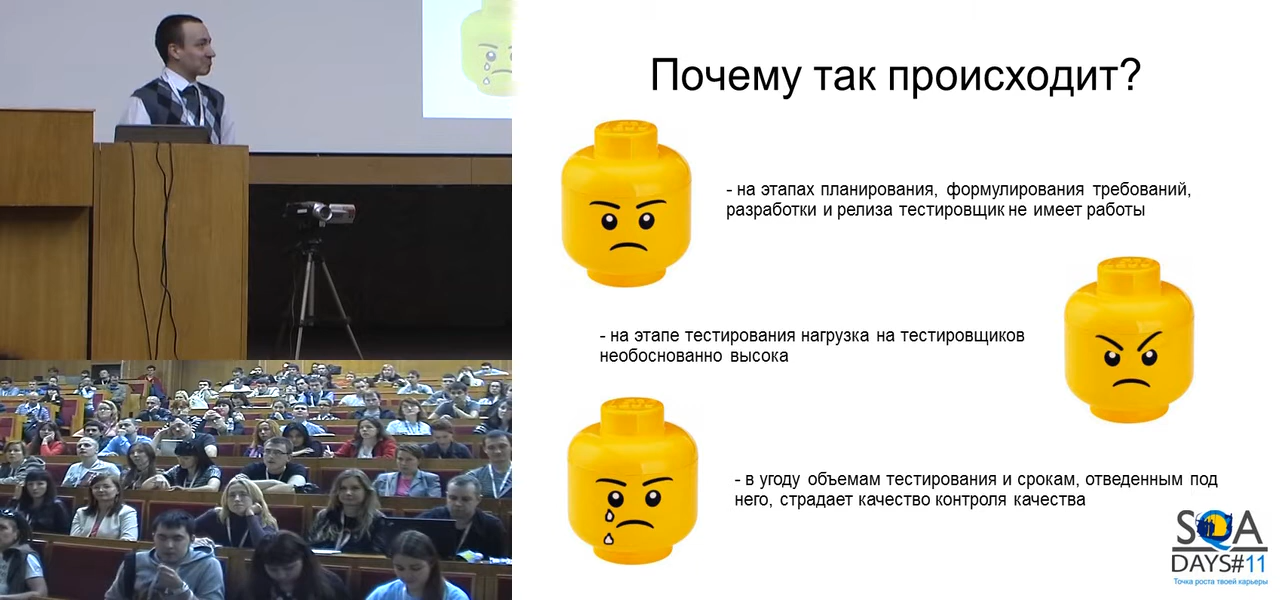 Почему так происходит?
- на этапах планирования, формулирования требований,
разработки и релиза тестировщик не имеет работы
- на этапе тестирования нагрузка на тестировщиков
необоснованно высока
- в угоду объемам тестирования и срокам, отведенным под
него, страдает качество контроля качества
SQA
DAYS#11
Точка роста твоей карьеры